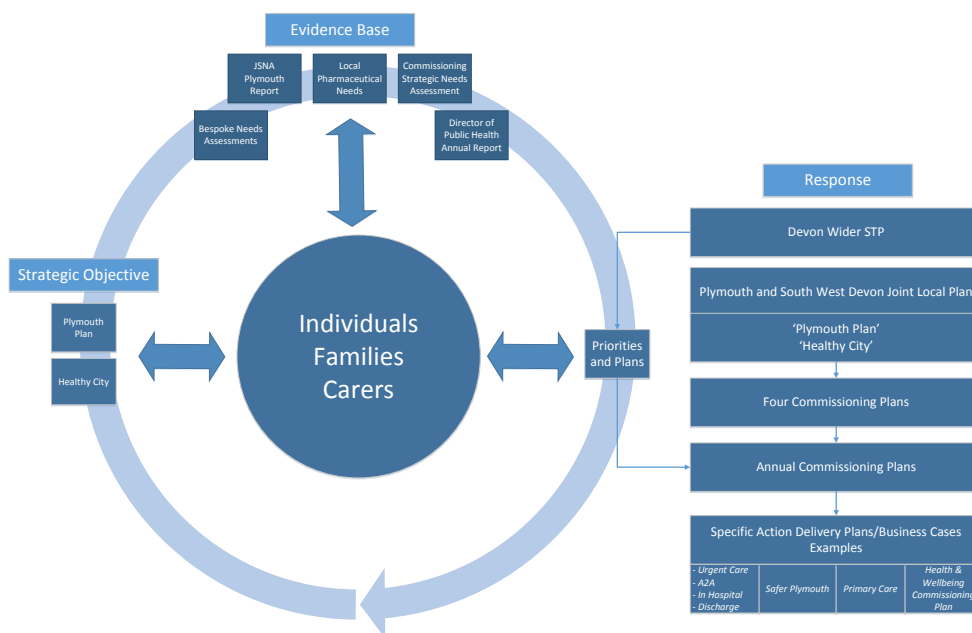 Evidence Base
JSNA
Plymouth
Report
Local
Pharmaceutical
Needs
Commissioning
Strategic Needs
Assessment
Bespoke Needs
Assessments
Director of
Public Health
Annual Report
Strategic Objective
Plymouth
Plan
Healthy City
Individuals
Families
Carers
Priorities
and Plans
Response
Devon Wider STP
Plymouth and South West Devon Joint Local Plan
‘Plymouth Plan’
‘Healthy City’
Four Commissioning Plans
Annual Commissioning Plans
Specific Action Delivery Plans/Business Cases
Examples
- Urgent Care
- A2A
- In Hospital
- Discharge
Safer Plymouth
Primary Care
Health &
Wellbeing
Commissioning
Plan